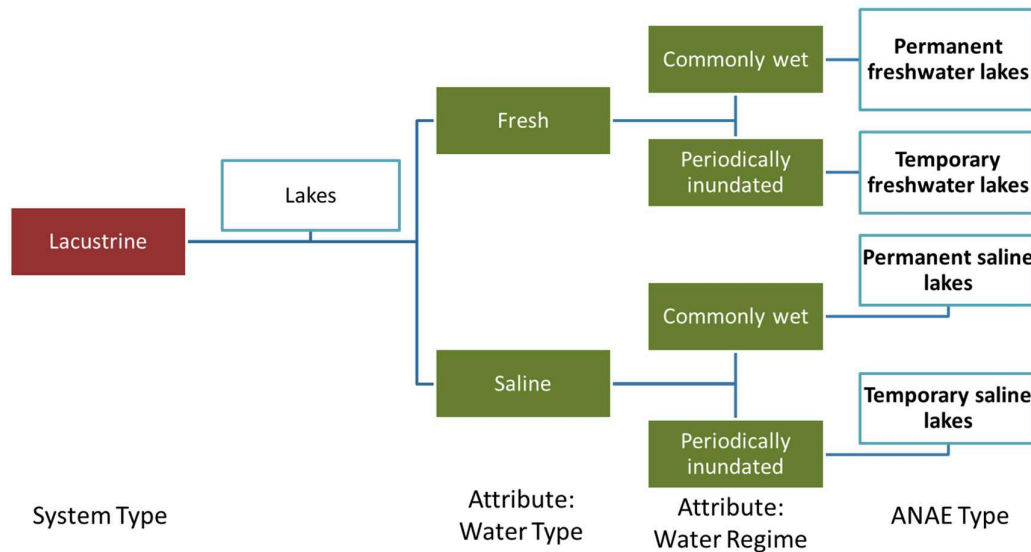 Lacustrine
Lakes
Fresh
Saline
Commonly wet
Periodically
inundated
Commonly wet
Periodically
inundated
Permanent
freshwater lakes
Temporary
freshwater lakes
Permanent saline
lakes
Temporary saline
lakes
System Type
Attribute:
Water Type
Attribute:
Water Regime
ANAE Type